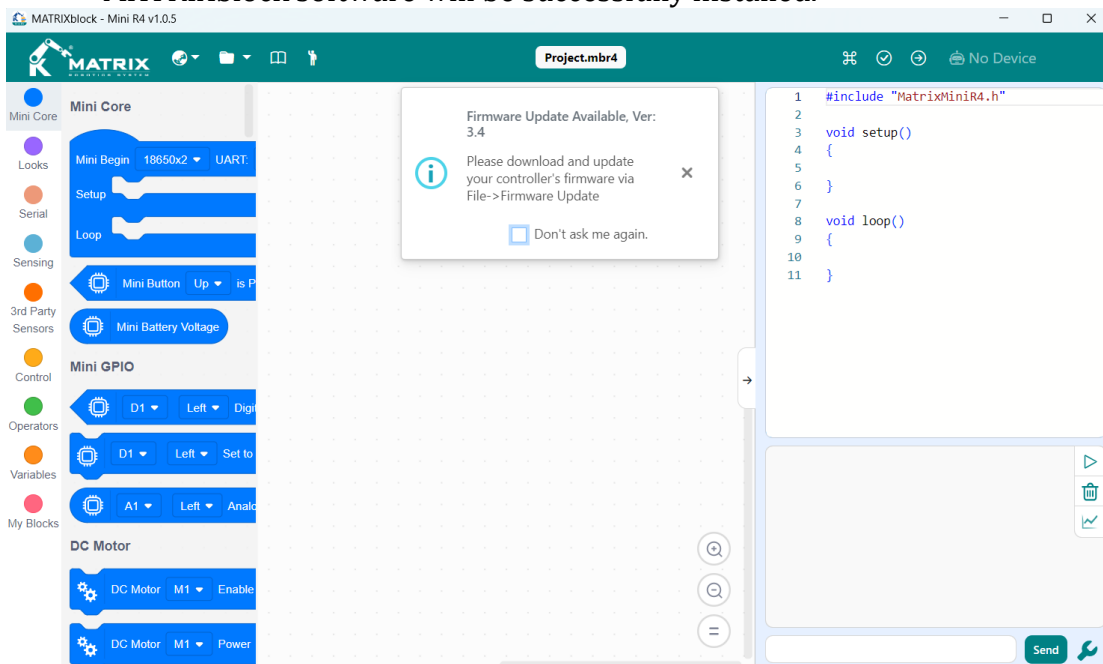 MATRIXblock - Mini R4 v1.0.5
MATRIX
Project.mbr4
No Device
Mini Core
Looks
Serial
Sensing
3rd Party
Sensors
Control
Operators
Variables
My Blocks
Mini Core
Mini Begin 18650x2 UART:
Setup
Loop
Mini Button Up is P
Mini Battery Voltage
Mini GPIO
D1 Left Digi
D1 Left Set to
A1 Left Analo
DC Motor
DC Motor M1 Enable
DC Motor M1 Power
Firmware Update Available, Ver:
3.4
Please download and update
your controller's firmware via
File->Firmware Update
Don't ask me again.
1 #include "MatrixMiniR4.h"
2
3 void setup()
4 {
5
6 }
7
8 void loop()
9 {
10
11 }
Send